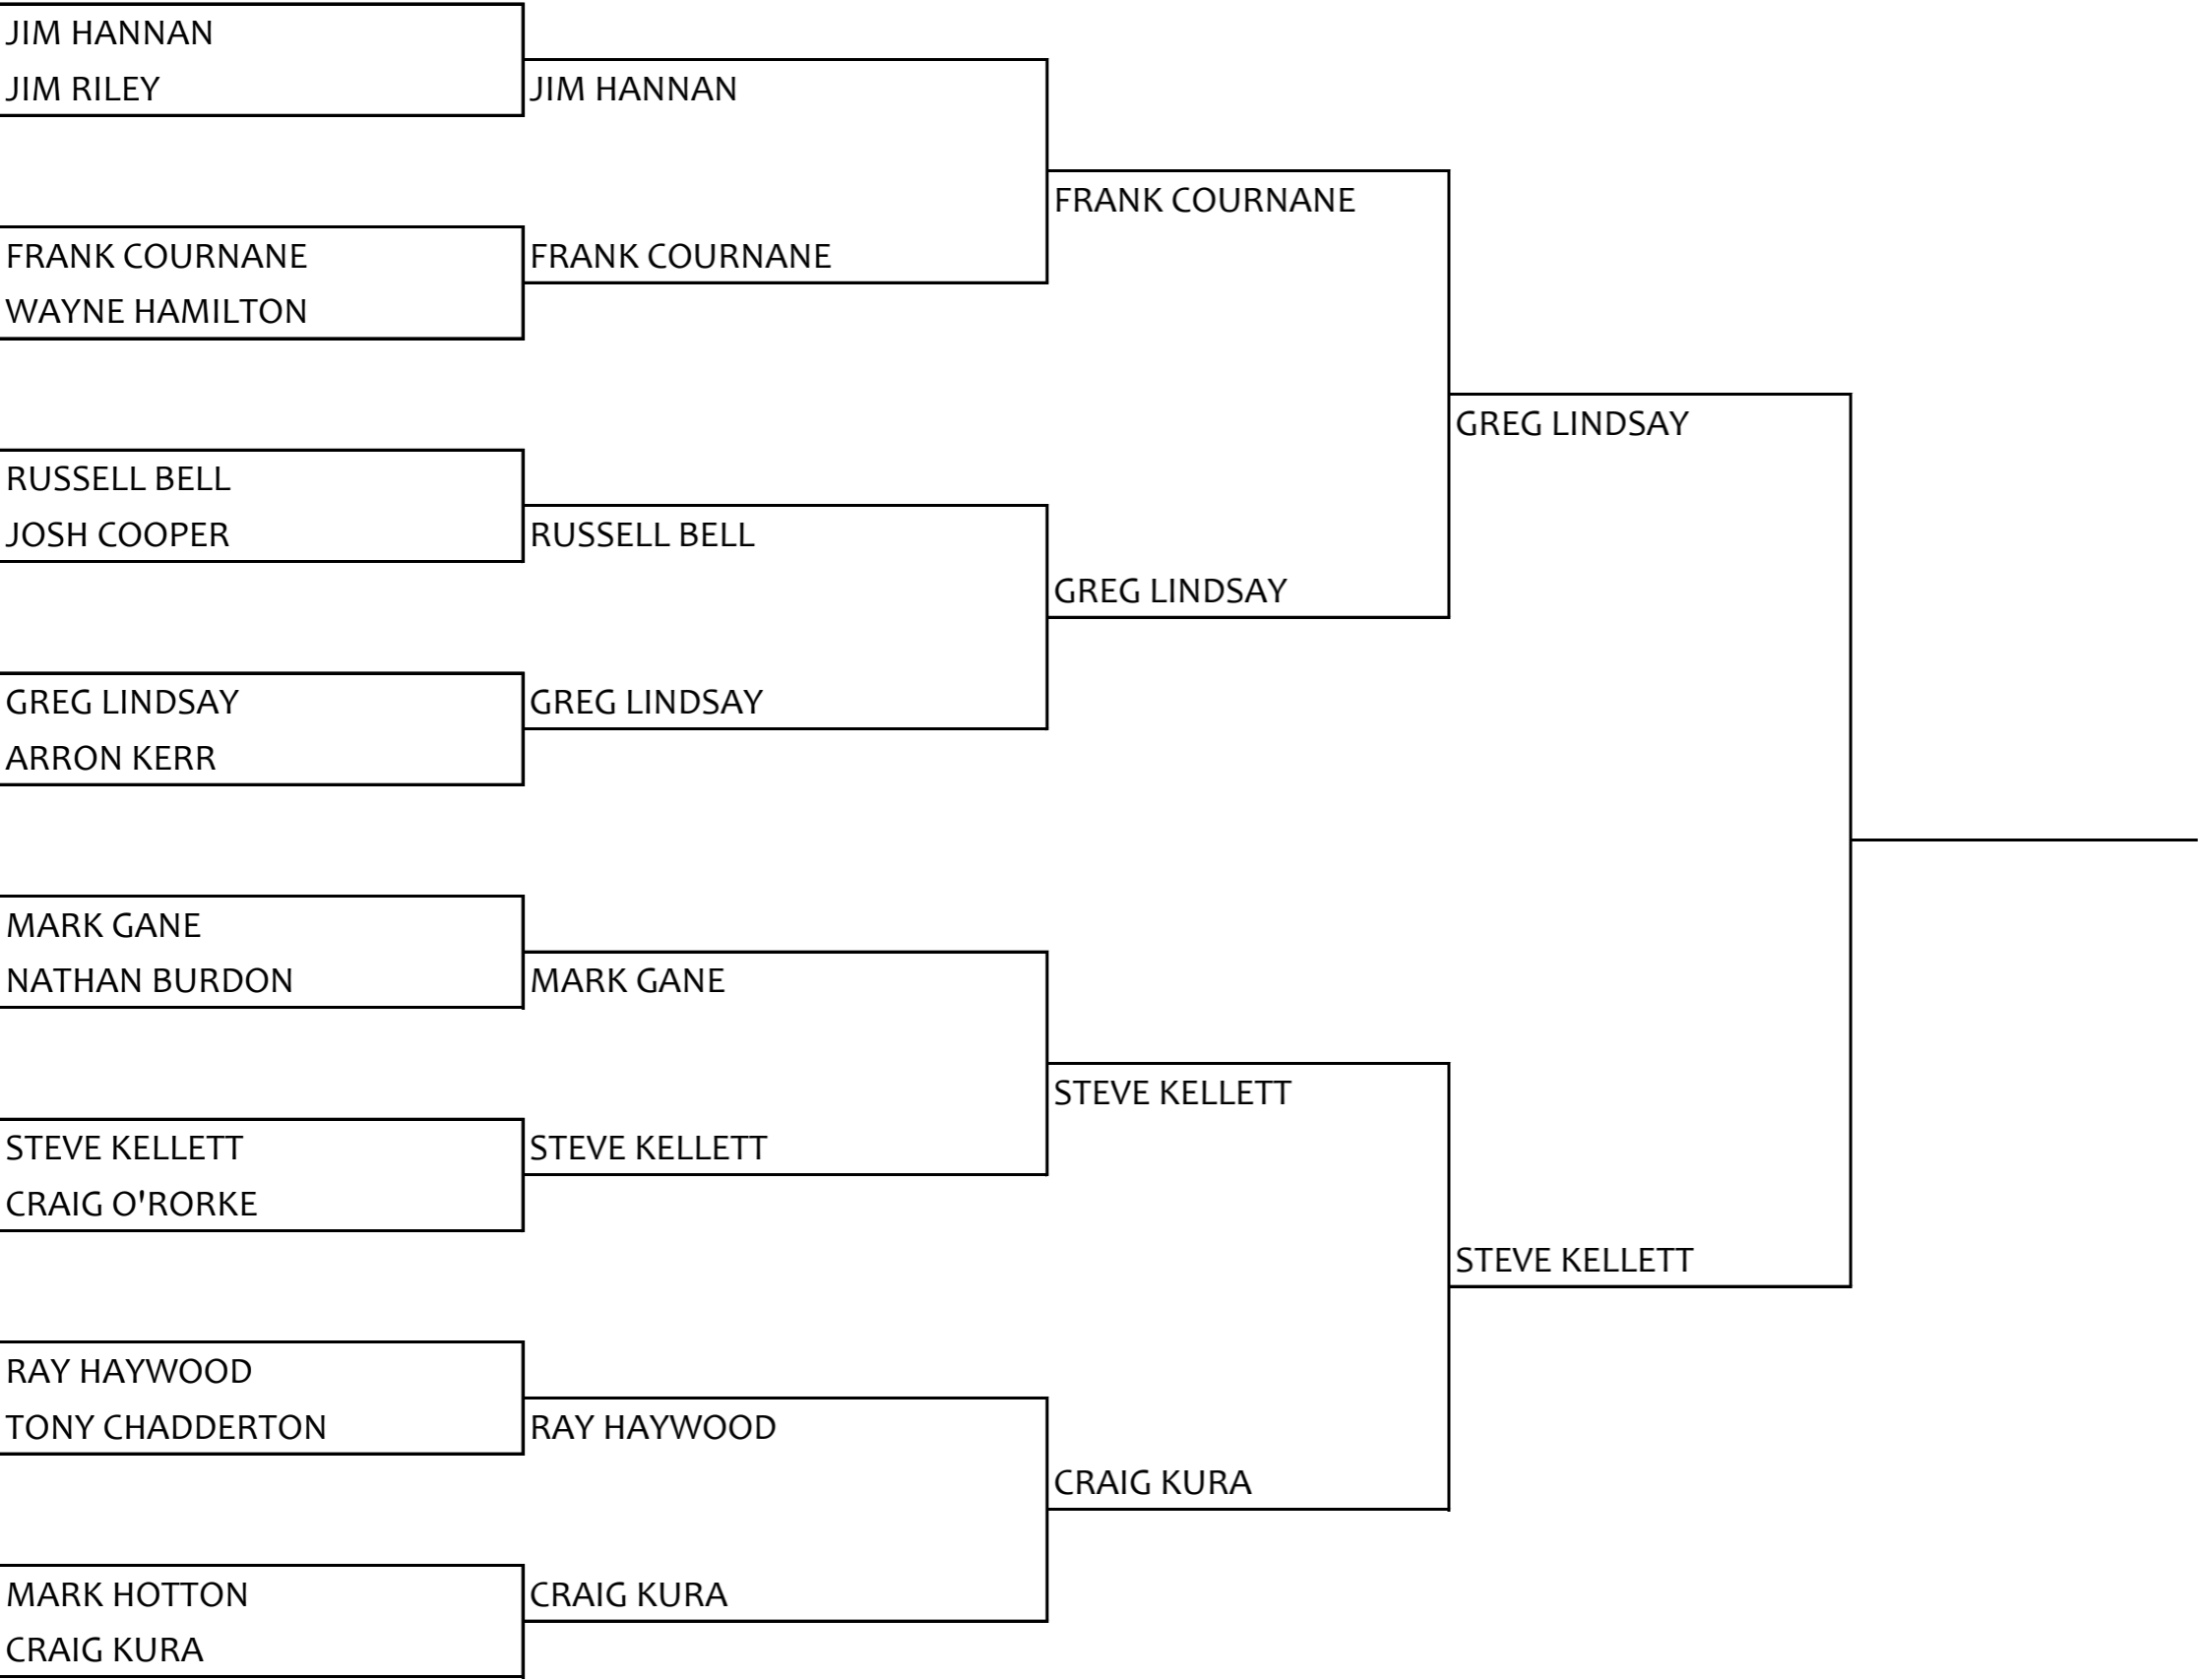 JIM HANNAN
JIM RILEY
JIM HANNAN
FRANK COURNANE
FRANK COURNANE
FRANK COURNANE
WAYNE HAMILTON
GREG LINDSAY
RUSSELL BELL
JOSH COOPER
RUSSELL BELL
GREG LINDSAY
GREG LINDSAY
GREG LINDSAY
ARRON KERR
MARK GANE
NATHAN BURDON
MARK GANE
STEVE KELLETT
STEVE KELLETT
STEVE KELLETT
CRAIG O'RORKE
STEVE KELLETT
RAY HAYWOOD
TONY CHADDERTON
RAY HAYWOOD
CRAIG KURA
MARK HOTTON
CRAIG KURA
CRAIG KURA